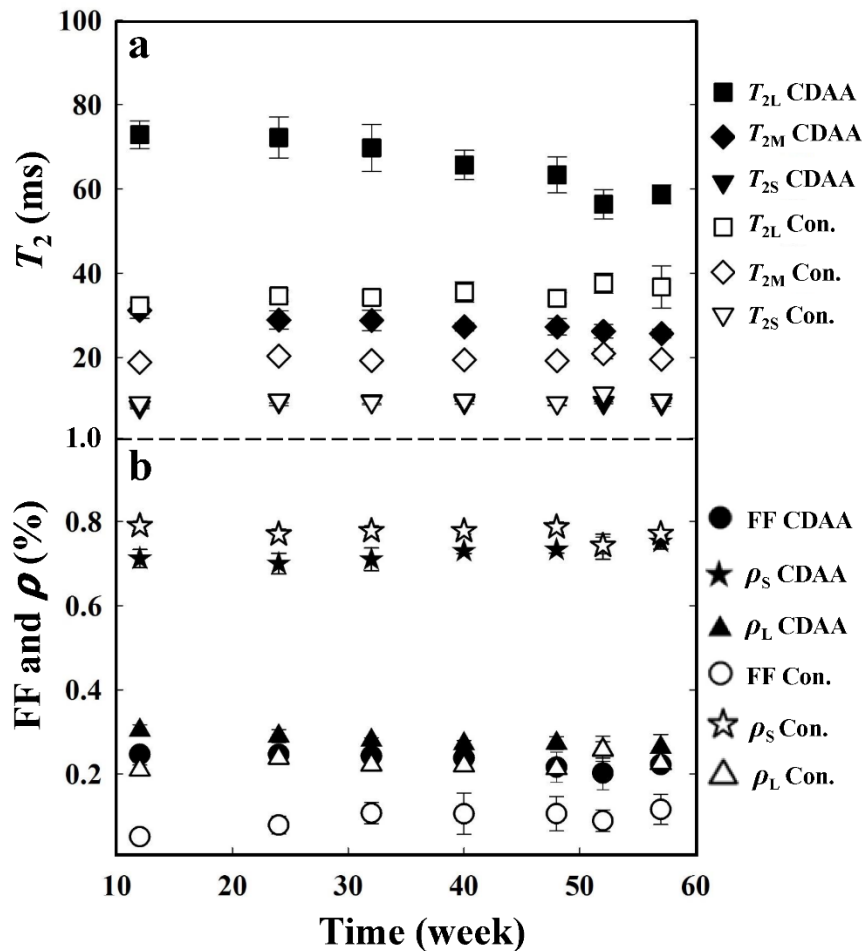 100
a
80
60
40
20
1.0
T2 (ms)
T2L CDAA
T2M CDAA
T2S CDAA
T2L Con.
T2M Con.
T2S Con.
b
0.8
0.6
0.4
0.2
FF and ρ (%)
FF CDAA
ρS CDAA
ρL CDAA
FF Con.
ρS Con.
ρL Con.
10 20 30 40 50 60
Time (week)